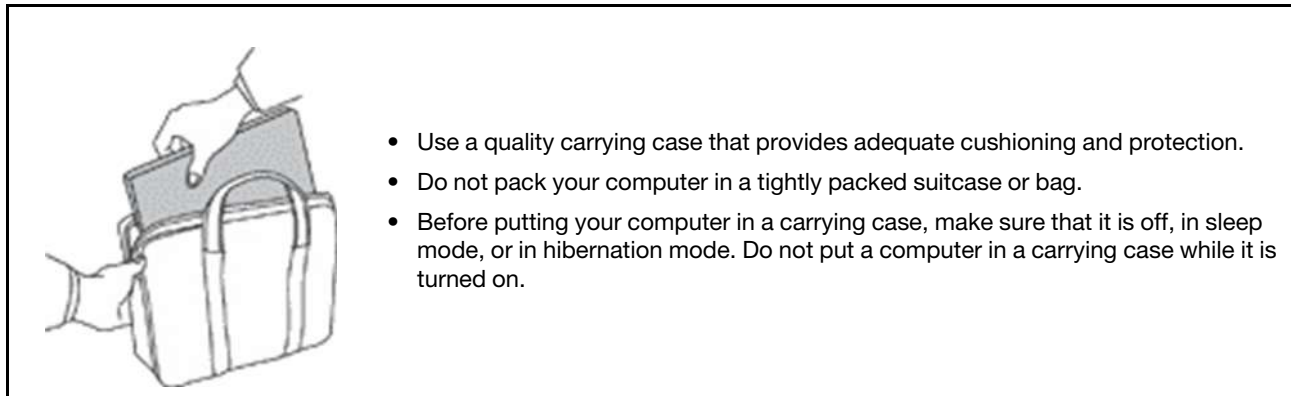 • Use a quality carrying case that provides adequate cushioning and protection.
• Do not pack your computer in a tightly packed suitcase or bag.
• Before putting your computer in a carrying case, make sure that it is off, in sleep
mode, or in hibernation mode. Do not put a computer in a carrying case while it is
turned on.